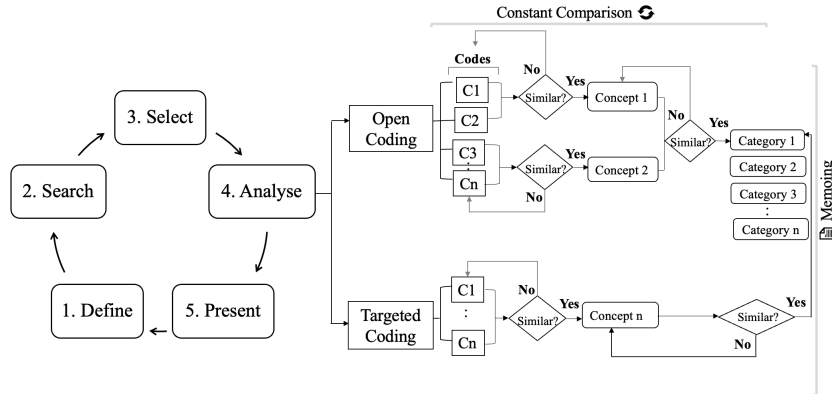 Constant Comparison
Codes
3. Select
2. Search
4. Analyse
1. Define
5. Present
Open
Coding
C1
C2
C3
:
Cn
Similar?
No
Yes
Concept 1
Similar?
Yes
No
Concept 2
Similar?
No
Yes
Category 1
Category 2
Category 3
:
Category n
Memoing
Targeted
Coding
C1
:
Cn
Similar?
No
Yes
Concept n
Similar?
Yes
No